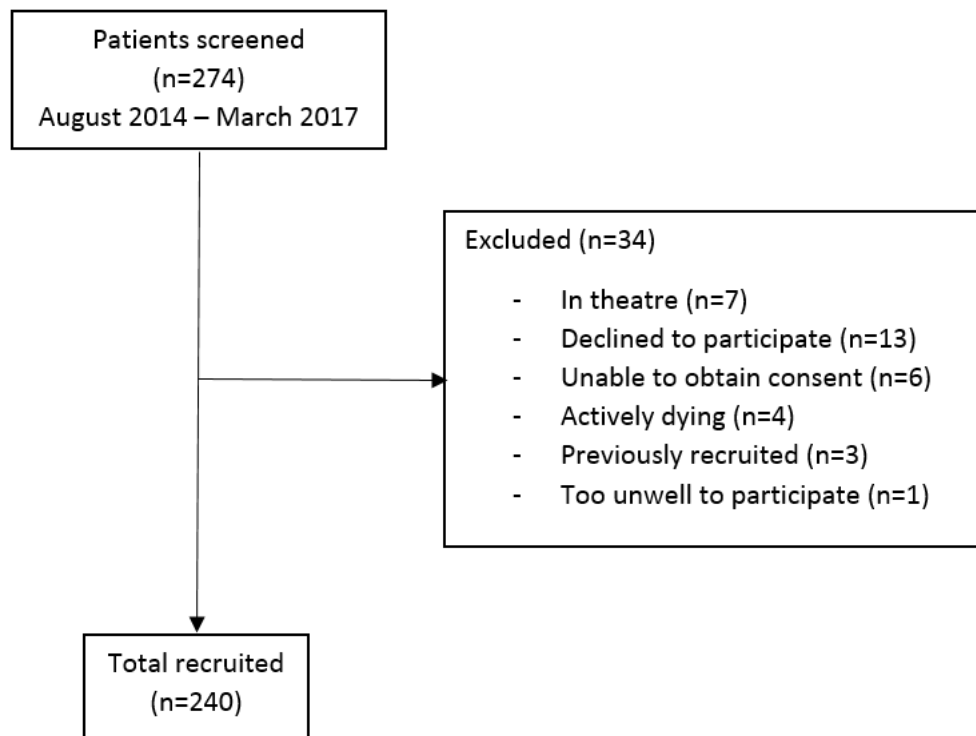 Patients screened
(n=274)
August 2014 – March 2017
Excluded (n=34)
- In theatre (n=7)
- Declined to participate (n=13)
- Unable to obtain consent (n=6)
- Actively dying (n=4)
- Previously recruited (n=3)
- Too unwell to participate (n=1)
Total recruited
(n=240)